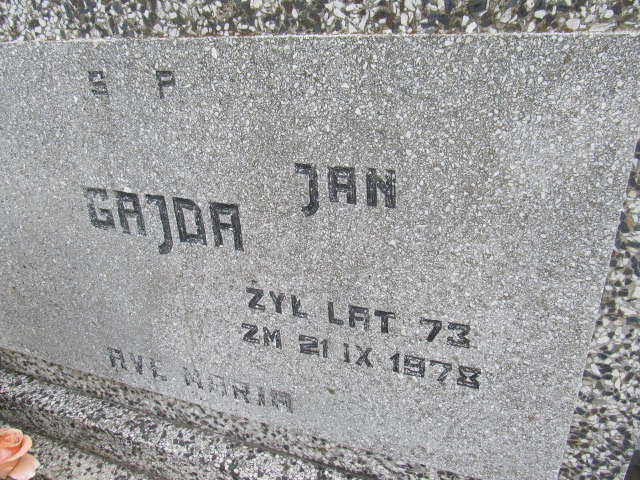 Ś P
GAJDA JAN
ŻYŁ LAT 73
ZM 21 IX 1978
AVE MARIA